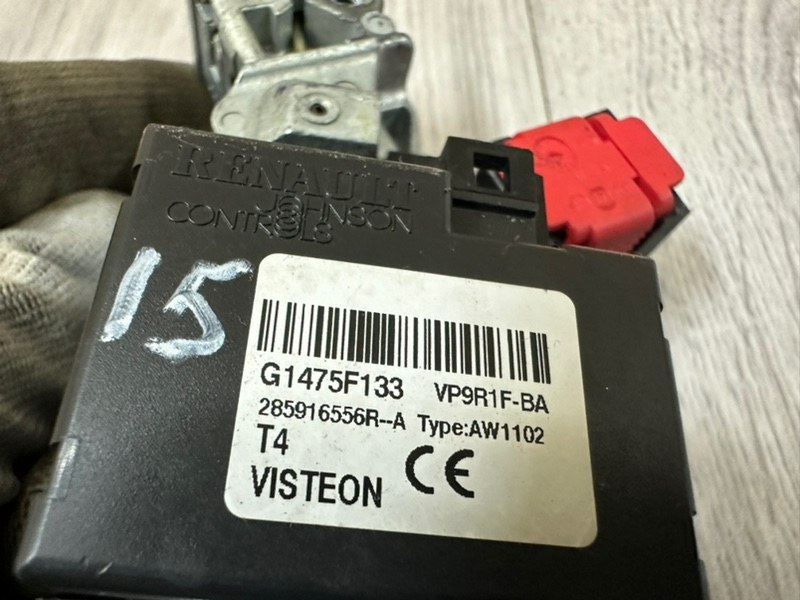 RENAULT
JOHNSON
CONTROLS
15
G1475F133 VP9R1F-BA
285916556R--A Type:AW1102
T4
VISTEON CE